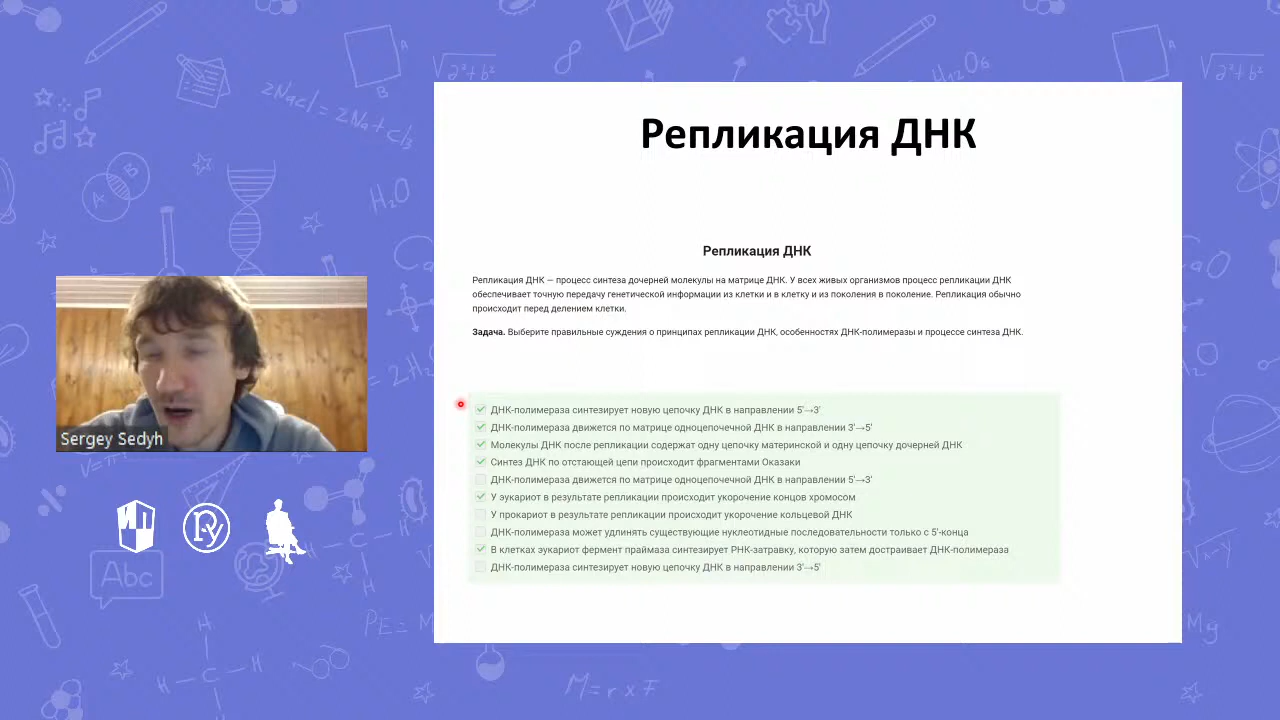 Репликация ДНК
Репликация ДНК
Репликация ДНК — процесс синтеза дочерней молекулы на матрице ДНК. У всех живых организмов процесс репликации ДНК
обеспечивает точную передачу генетической информации из клетки и в клетку и из поколения в поколение. Репликация обычно
происходит перед делением клетки.
Задача. Выберите правильные суждения о принципах репликации ДНК, особенностях ДНК-полимеразы и процессе синтеза ДНК.
ДНК-полимераза синтезирует новую цепочку ДНК в направлении 5'→3'
ДНК-полимераза движется по матрице одноцепочечной ДНК в направлении 3'→5'
Молекулы ДНК после репликации содержат одну цепочку материнской и одну цепочку дочерней ДНК
Синтез ДНК по отстающей цепи происходит фрагментами Оказаки
ДНК-полимераза движется по матрице одноцепочечной ДНК в направлении 5'→3'
У эукариот в результате репликации происходит укорочение концов хромосом
У прокариот в результате репликации происходит укорочение кольцевой ДНК
ДНК-полимераза может удлинять существующие нуклеотидные последовательности только с 5'-конца
В клетках эукариот фермент праймаза синтезирует РНК-затравку, которую затем достраивает ДНК-полимераза
ДНК-полимераза синтезирует новую цепочку ДНК в направлении 3'→5'
Sergey Sedyh
Abc
H₂O
M = r x F